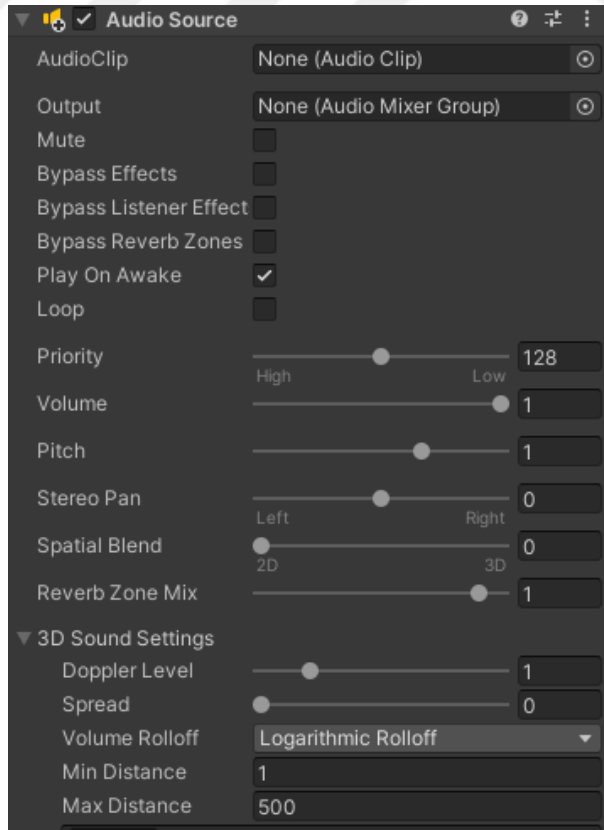 Audio Source
AudioClip None (Audio Clip)
Output None (Audio Mixer Group)
Mute
Bypass Effects
Bypass Listener Effect
Bypass Reverb Zones
Play On Awake
Loop
Priority 128
High Low
Volume 1
Pitch 1
Stereo Pan 0
Left Right
Spatial Blend 0
2D 3D
Reverb Zone Mix 1
3D Sound Settings
Doppler Level 1
Spread 0
Volume Rolloff Logarithmic Rolloff
Min Distance 1
Max Distance 500